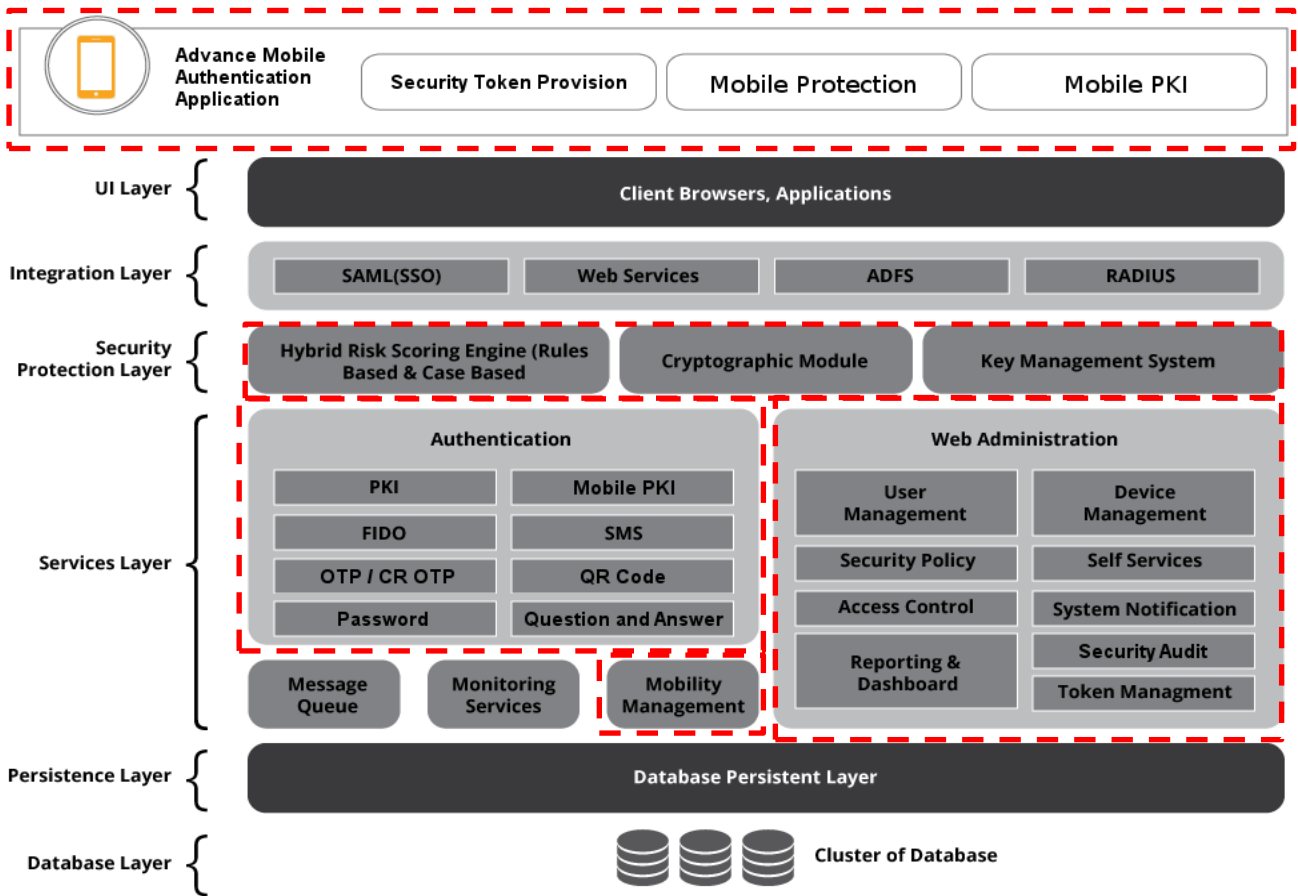 Advance Mobile
Authentication
Application
Security Token Provision
Mobile Protection
Mobile PKI
UI Layer
Client Browsers, Applications
Integration Layer
SAML(SSO)
Web Services
ADFS
RADIUS
Security
Protection Layer
Hybrid Risk Scoring Engine (Rules
Based & Case Based
Cryptographic Module
Key Management System
Services Layer
Authentication
PKI
Mobile PKI
FIDO
SMS
OTP / CR OTP
QR Code
Password
Question and Answer
Message
Queue
Monitoring
Services
Mobility
Management
Web Administration
User
Management
Device
Management
Security Policy
Self Services
Access Control
System Notification
Reporting &
Dashboard
Security Audit
Token Managment
Persistence Layer
Database Persistent Layer
Database Layer
Cluster of Database